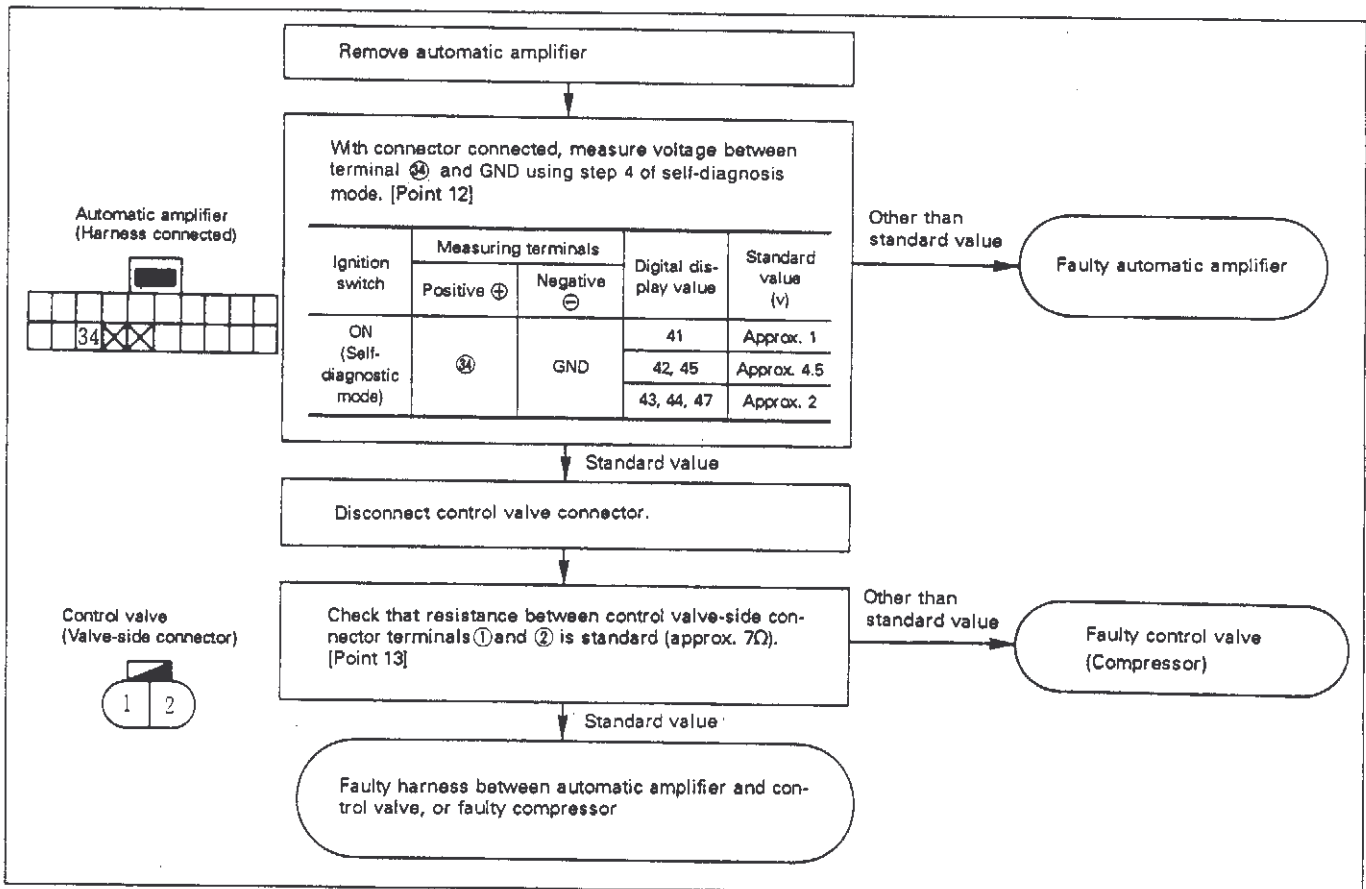 Remove automatic amplifier
With connector connected, measure voltage between
terminal ㉞ and GND using step 4 of self-diagnosis
mode. [Point 12]
Automatic amplifier
(Harness connected)
34
Ignition
switch
Measuring terminals
Positive ⊕
Negative
⊖
Digital dis-
play value
Standard
value
(v)
ON
(Self-
diagnostic
mode)
㉞
GND
41
Approx. 1
42, 45
Approx. 4.5
43, 44, 47
Approx. 2
Other than
standard value
Faulty automatic amplifier
Standard value
Disconnect control valve connector.
Control valve
(Valve-side connector)
1 2
Check that resistance between control valve-side con-
nector terminals ① and ② is standard (approx. 7Ω).
[Point 13]
Other than
standard value
Faulty control valve
(Compressor)
Standard value
Faulty harness between automatic amplifier and con-
trol valve, or faulty compressor